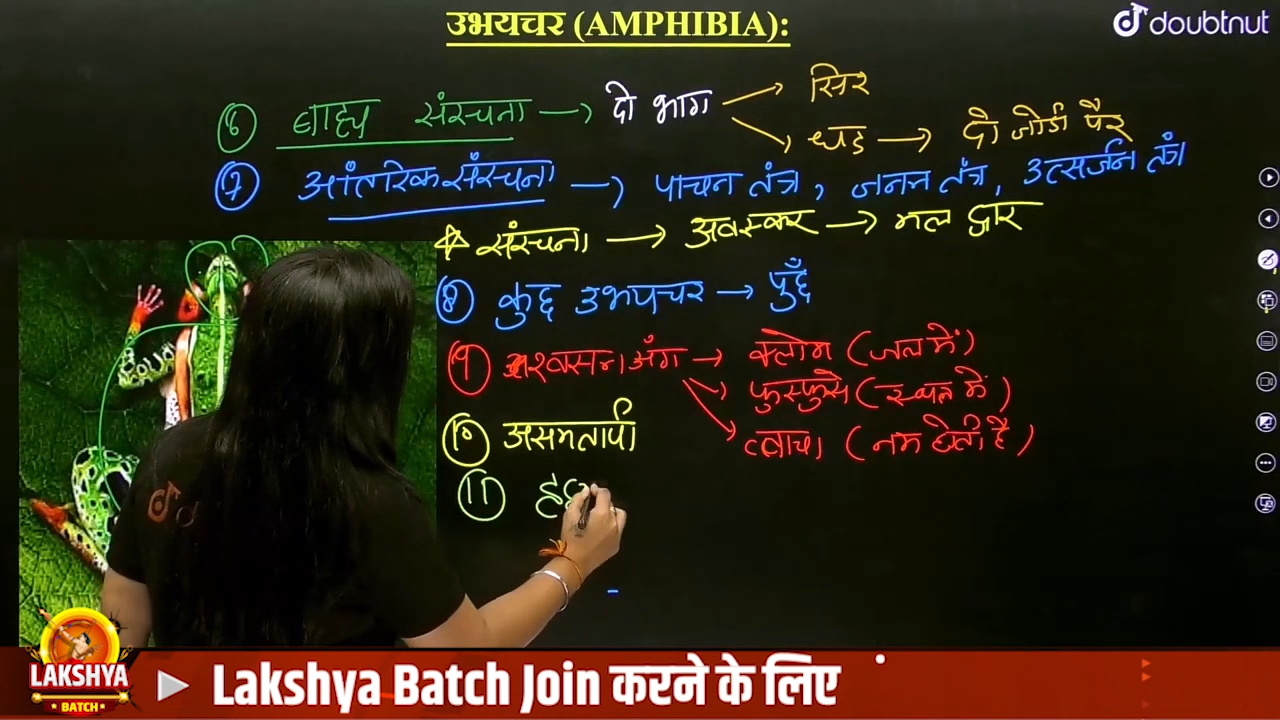 उभयचर (AMPHIBIA):
doubtnut
⑥ बाह्य संरचना → दो भाग → सिर
→ धड → दो जोडी पैर
⑦ आंतरिक संरचना → पाचन तंत्र, जनन तंत्र, उत्सर्जन तंत्र
* संरचना → अवस्कर → मल द्वार
⑧ कुछ उभयचर → पुँछ
⑨ श्वसन अंग → क्लोम (जल में)
→ फुस्फुसे (स्थल में)
→ त्वचा (नम होती है)
⑩ असमतापी
⑪
LAKSHYA
BATCH
Lakshya Batch Join करने के लिए